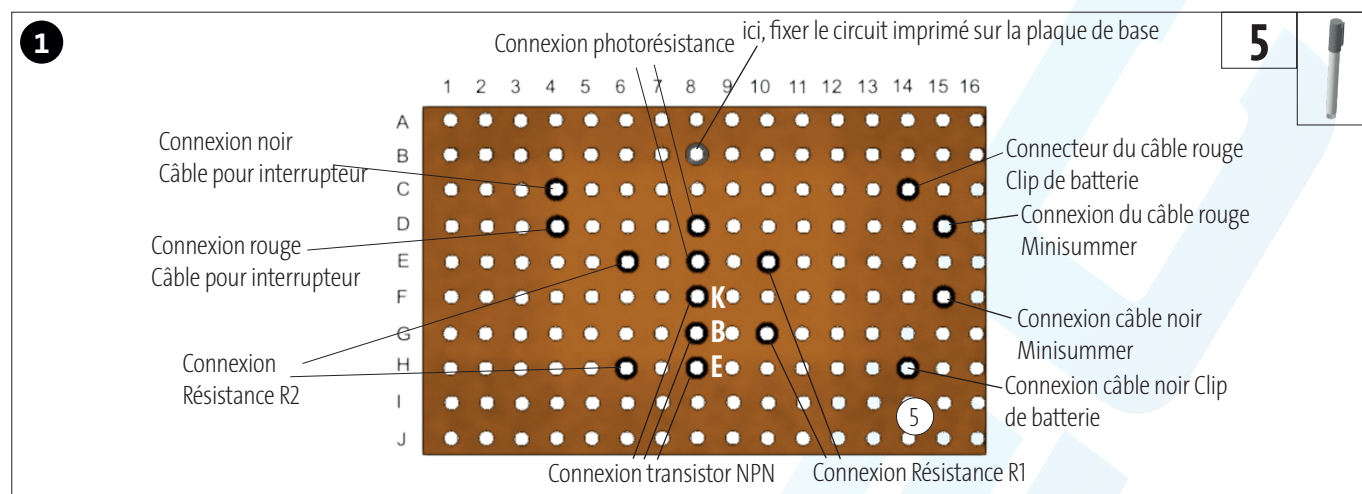 1
Connexion photorésistance
ici, fixer le circuit imprimé sur la plaque de base
5
1 2 3 4 5 6 7 8 9 10 11 12 13 14 15 16
A
B
C
D
E
F
G
H
I
J
Connexion noir
Câble pour interrupteur
Connexion rouge
Câble pour interrupteur
Connexion
Résistance R2
K
B
E
5
Connecteur du câble rouge
Clip de batterie
Connexion du câble rouge
Minisummer
Connexion câble noir
Minisummer
Connexion câble noir Clip
de batterie
Connexion transistor NPN
Connexion Résistance R1